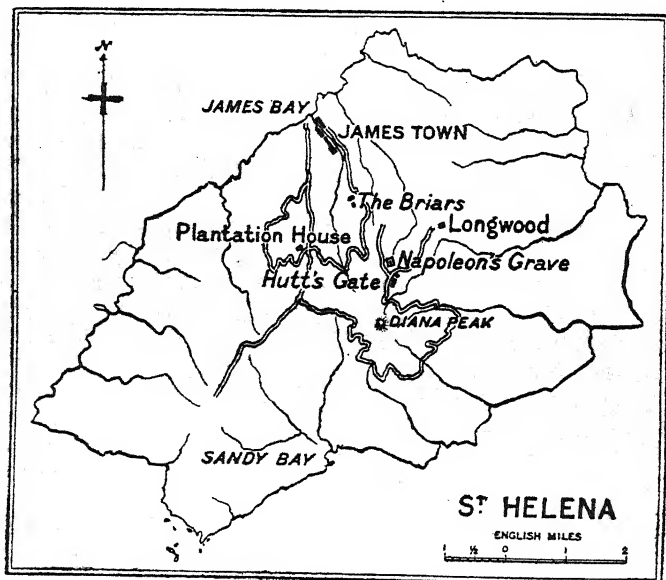 N
JAMES BAY
JAMES TOWN
The Briars
Longwood
Plantation House
Napoleon's Grave
Hutt's Gate
DIANA PEAK
SANDY BAY
ST HELENA
ENGLISH MILES
1 ½ 0 1 2